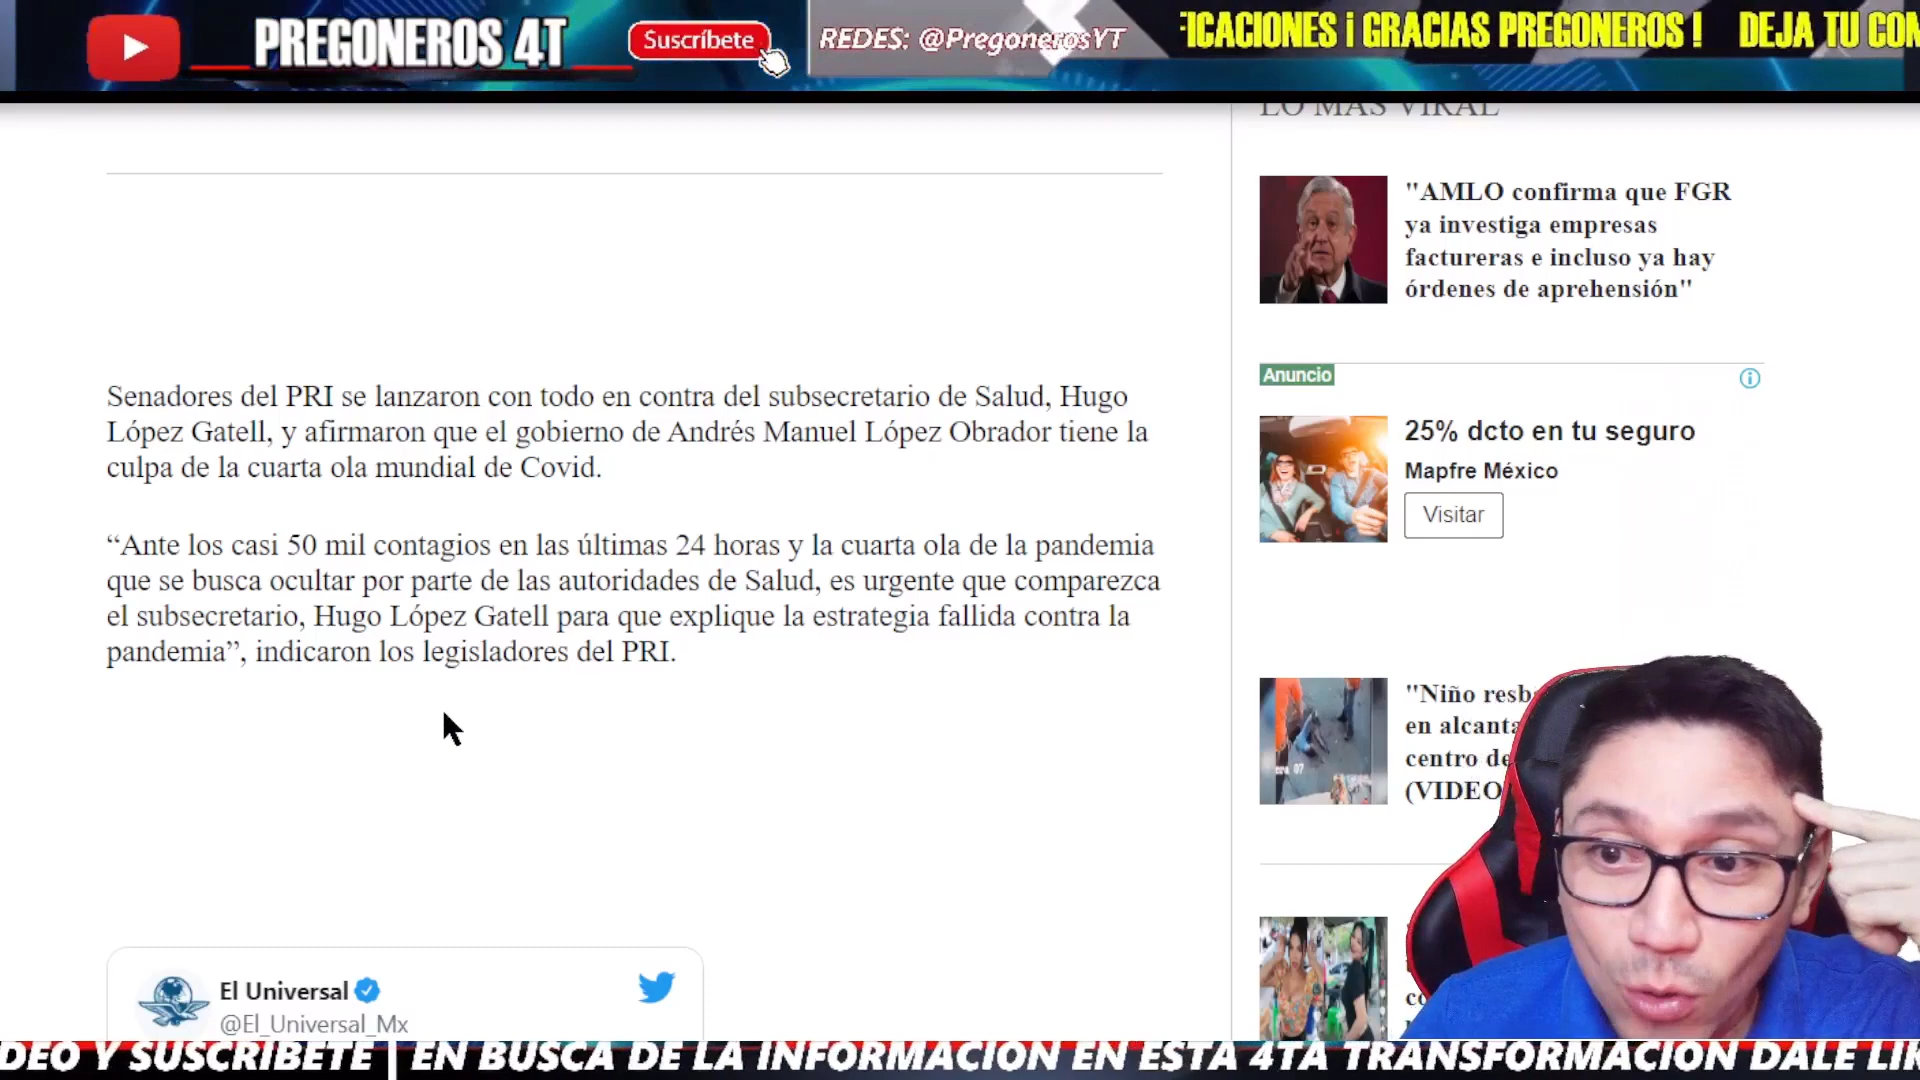 PREGONEROS 4T
Suscríbete
REDES: @PregonerosYT
ICACIONES ¡ GRACIAS PREGONEROS !
DEJA TU CON
LO MÁS VIRAL
"AMLO confirma que FGR
ya investiga empresas
factureras e incluso ya hay
órdenes de aprehensión"
Senadores del PRI se lanzaron con todo en contra del subsecretario de Salud, Hugo
López Gatell, y afirmaron que el gobierno de Andrés Manuel López Obrador tiene la
culpa de la cuarta ola mundial de Covid.
“Ante los casi 50 mil contagios en las últimas 24 horas y la cuarta ola de la pandemia
que se busca ocultar por parte de las autoridades de Salud, es urgente que comparezca
el subsecretario, Hugo López Gatell para que explique la estrategia fallida contra la
pandemia”, indicaron los legisladores del PRI.
Anuncio
25% dcto en tu seguro
Mapfre México
Visitar
"Niño resb
en alcanta
centro de
(VIDEO
El Universal
@El_Universal_Mx
DEO Y SUSCRIBETE | EN BUSCA DE LA INFORMACION EN ESTA 4TA TRANSFORMACION DALE LIK